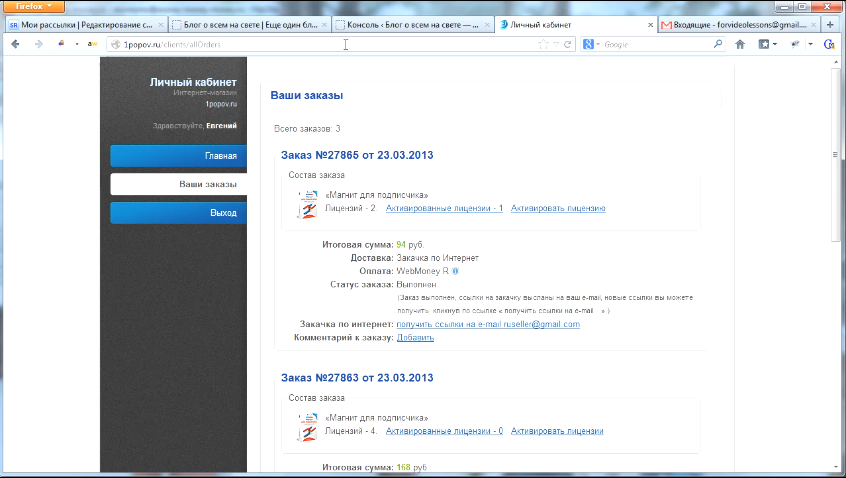 Firefox
Мои рассылки | Редактирование с...
Блог о всем на свете | Еще один бл...
Консоль ‹ Блог о всем на свете — ...
Личный кабинет
Входящие - forvideolessons@gmail....
1popov.ru/clients/allOrders
Google
Личный кабинет
Интернет-магазин
1popov.ru
Здравствуйте, Евгений
Главная
Ваши заказы
Выход
Ваши заказы
Всего заказов: 3
Заказ №27865 от 23.03.2013
Состав заказа
«Магнит для подписчика»
Лицензий - 2. Активированные лицензии - 1 Активировать лицензию
Итоговая сумма: 94 руб.
Доставка: Закачка по Интернет
Оплата: WebMoney R
Статус заказа: Выполнен
(Заказ выполнен, ссылки на закачку высланы на ваш e-mail, новые ссылки вы можете
получить, кликнув по ссылке « получить ссылки на e-mail ... » )
Закачка по интернет: получить ссылки на e-mail ruseller@gmail.com
Комментарий к заказу: Добавить
Заказ №27863 от 23.03.2013
Состав заказа
«Магнит для подписчика»
Лицензий - 4. Активированные лицензии - 0 Активировать лицензии
Итоговая сумма: 168 руб